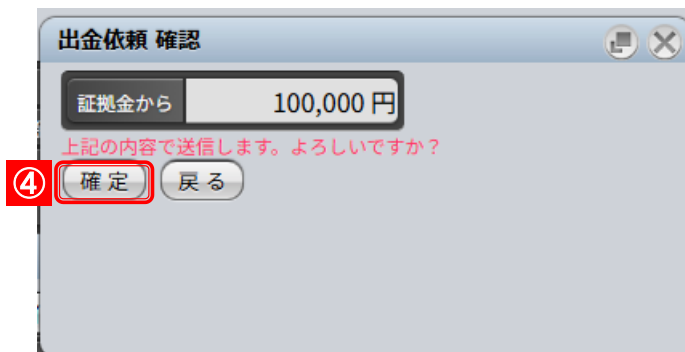 出金依頼 確認
証拠金から 100,000 円
上記の内容で送信します。よろしいですか？
④ 確 定 戻 る